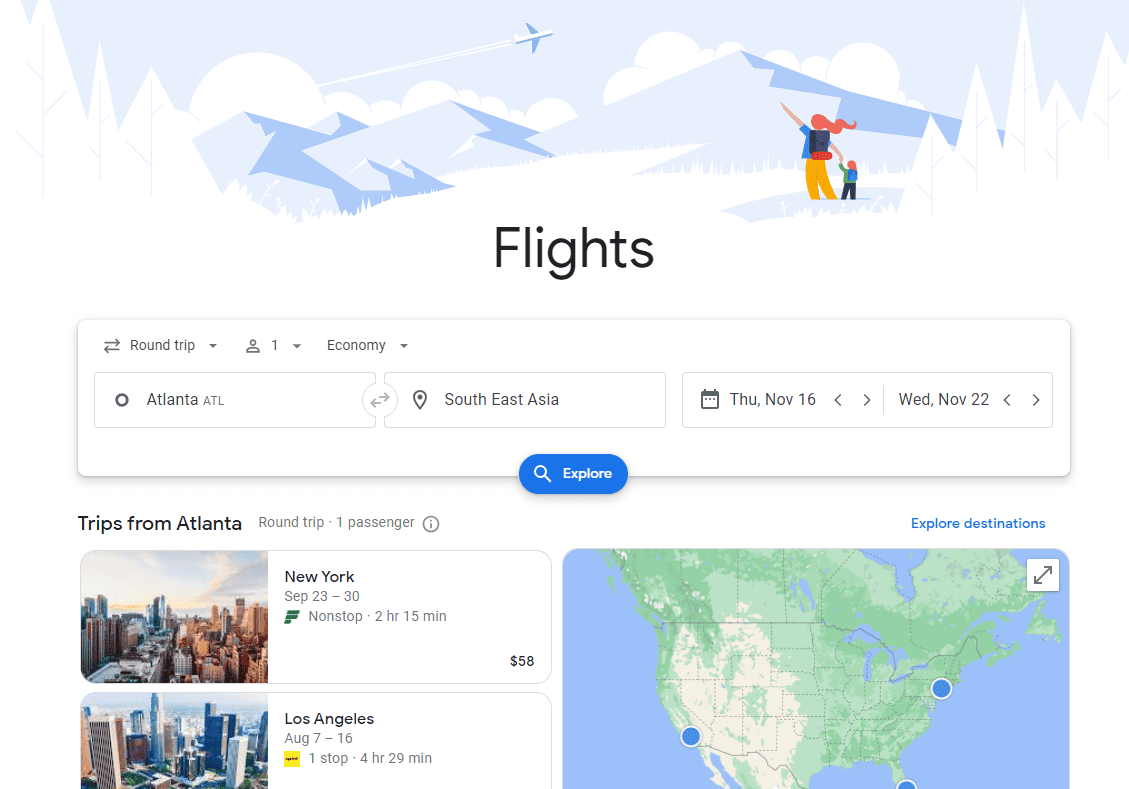 Flights
Round trip 1 Economy
Atlanta ATL South East Asia Thu, Nov 16 Wed, Nov 22
Explore
Trips from Atlanta Round trip · 1 passenger Explore destinations
New York
Sep 23 – 30
Nonstop · 2 hr 15 min
$58
Los Angeles
Aug 7 – 16
1 stop · 4 hr 29 min